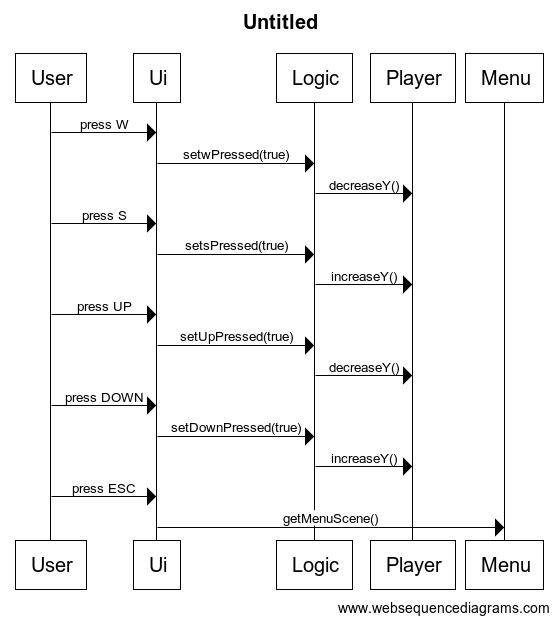 Untitled
User Ui Logic Player Menu
press W
setwPressed(true)
decreaseY()
press S
setsPressed(true)
increaseY()
press UP
setUpPressed(true)
decreaseY()
press DOWN
setDownPressed(true)
increaseY()
press ESC
getMenuScene()
User Ui Logic Player Menu
www.websequencediagrams.com